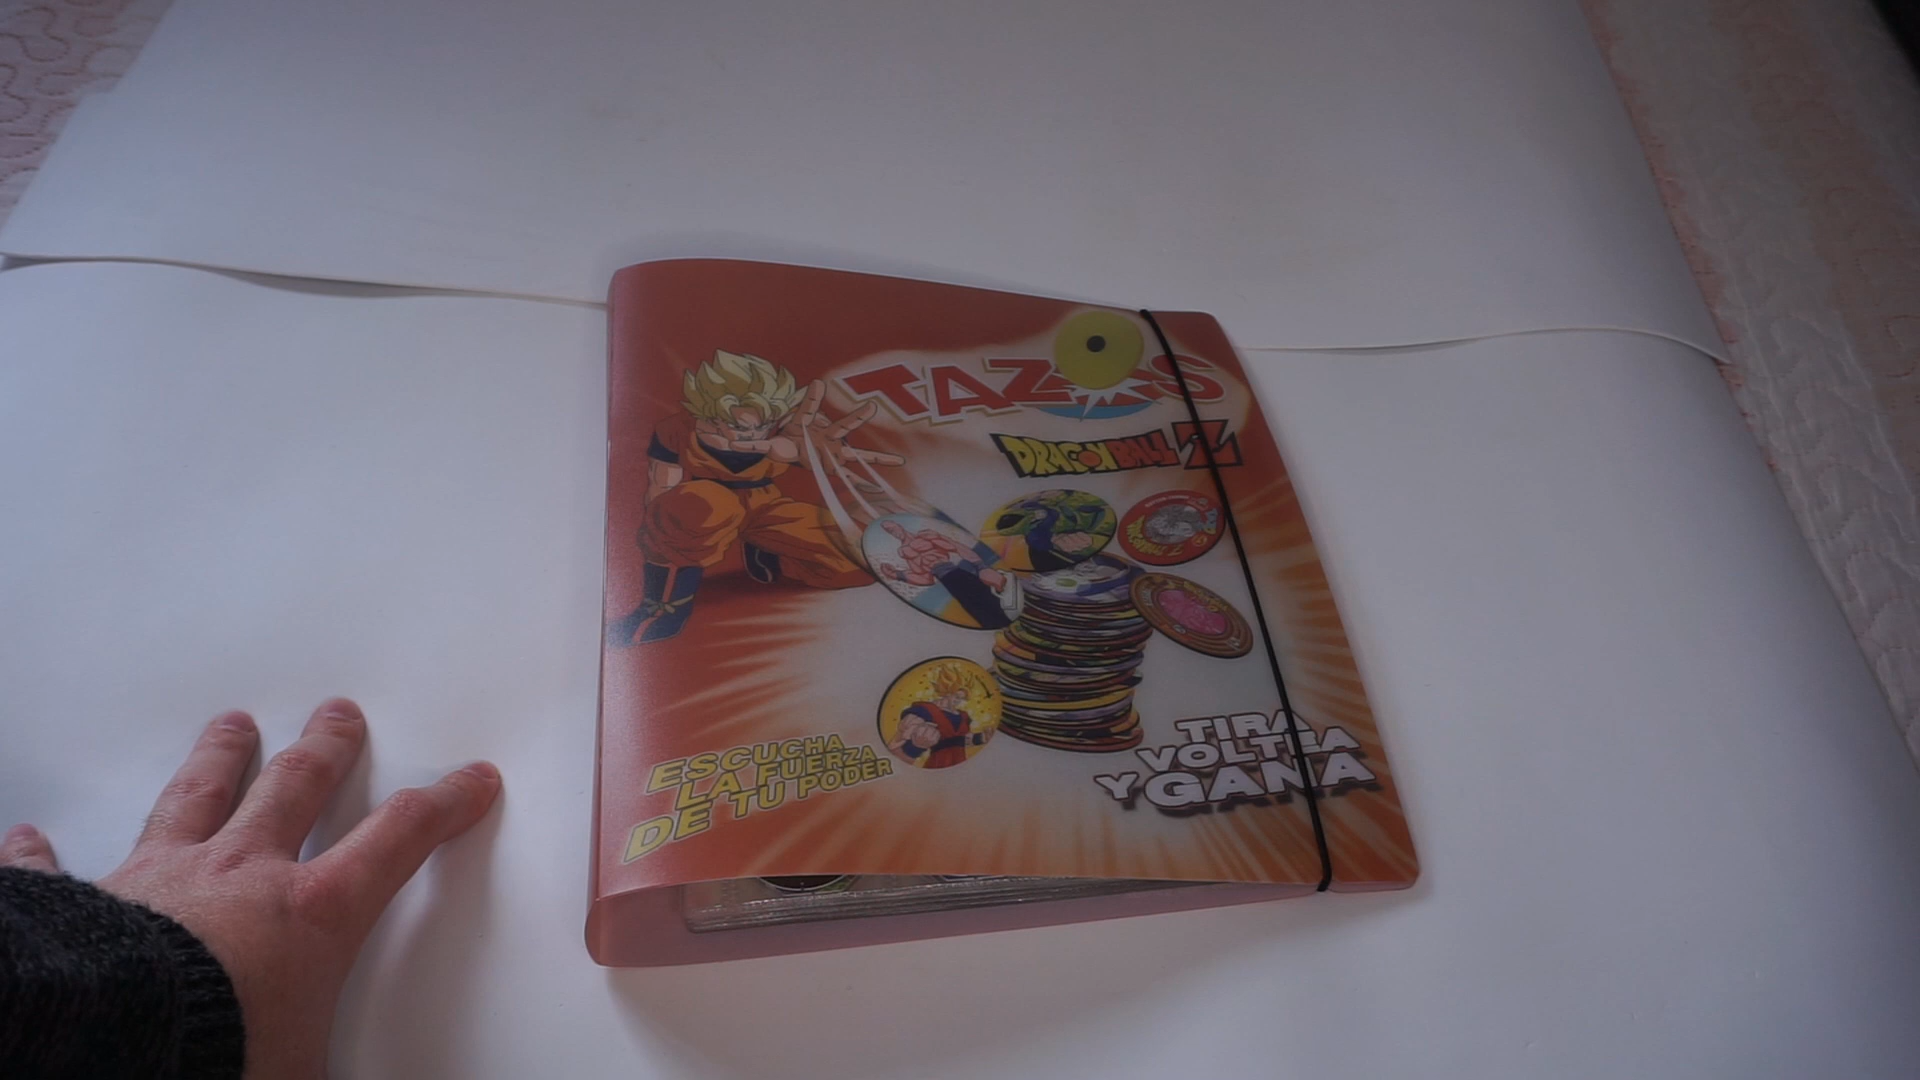 TAZOS
DRAGON BALL Z
ESCUCHA
LA FUERZA
DE TU PODER
TIRA
VOLTEA
Y GANA